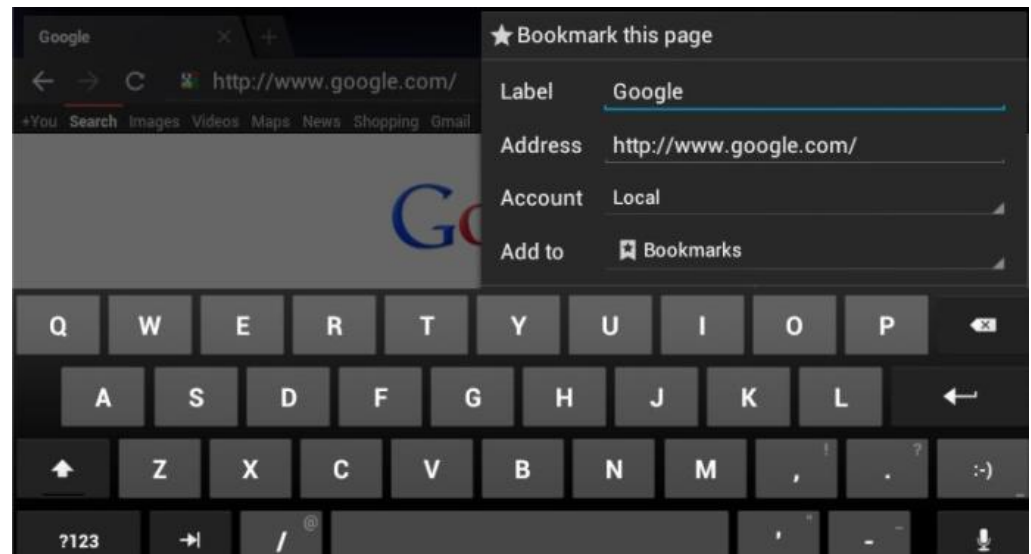 Google
http://www.google.com/
+You Search Images Videos Maps News Shopping Gmail
Go
★ Bookmark this page
Label Google
Address http://www.google.com/
Account Local
Add to Bookmarks
Q W E R T Y U I O P
A S D F G H J K L
Z X C V B N M , ! . ? :-)
?123 / @ ' " - _